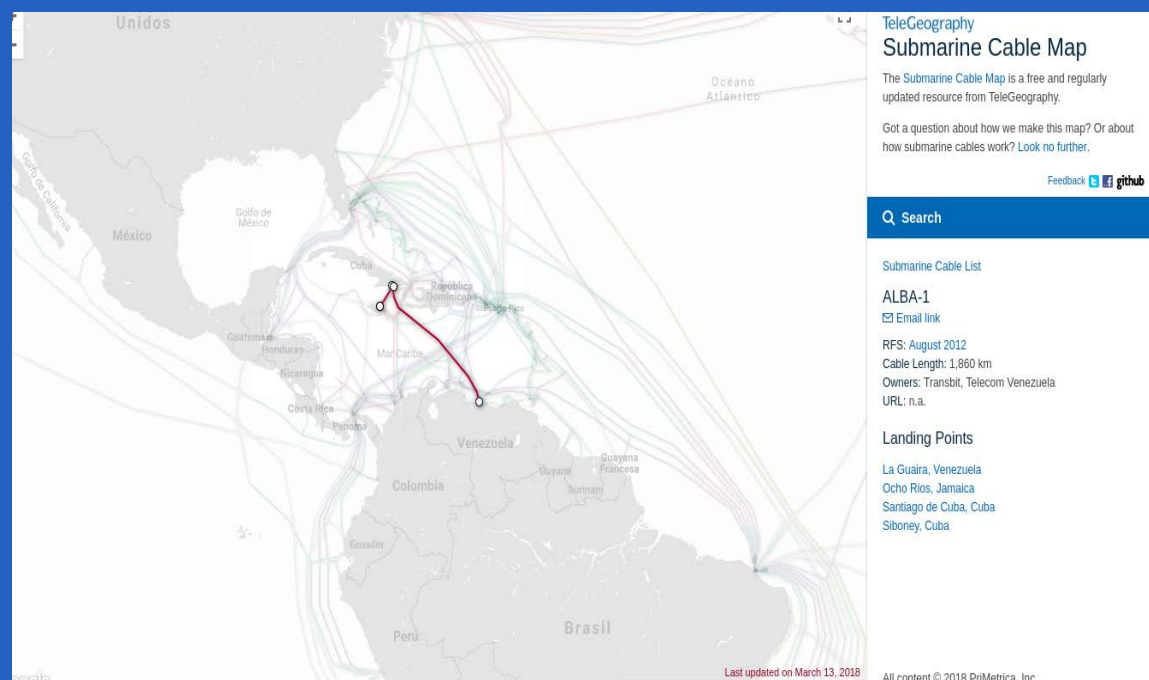 Unidos
Océano
Atlántico
Golfo de California
Golfo de
México
México
Cuba
República
Dominicana
Puerto Rico
Guatemala
Honduras
Mar Caribe
Nicaragua
Costa Rica
Panamá
Venezuela
Guyana
Guayana
Francesa
Surinam
Colombia
Ecuador
Perú
Brasil
Last updated on March 13, 2018
TeleGeography
Submarine Cable Map
The Submarine Cable Map is a free and regularly
updated resource from TeleGeography.
Got a question about how we make this map? Or about
how submarine cables work? Look no further.
Feedback github
Search
Submarine Cable List
ALBA-1
Email link
RFS: August 2012
Cable Length: 1,860 km
Owners: Transbit, Telecom Venezuela
URL: n.a.
Landing Points
La Guaira, Venezuela
Ocho Rios, Jamaica
Santiago de Cuba, Cuba
Siboney, Cuba
All content © 2018 PriMetrica, Inc.